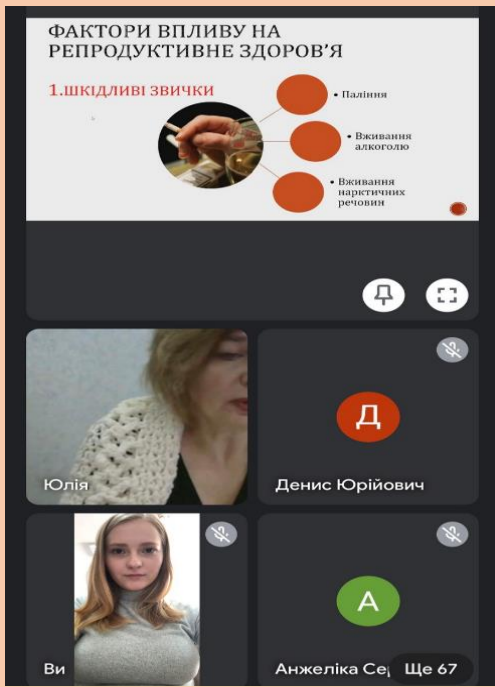 ФАКТОРИ ВПЛИВУ НА
РЕПРОДУКТИВНЕ ЗДОРОВ'Я
1.ШКІДЛИВІ ЗВИЧКИ
• Паління
• Вживання
алкоголю
• Вживання
нарктичних
речовин
Юлія
Д
Денис Юрійович
Ви
А
Анжеліка Се
Ще 67